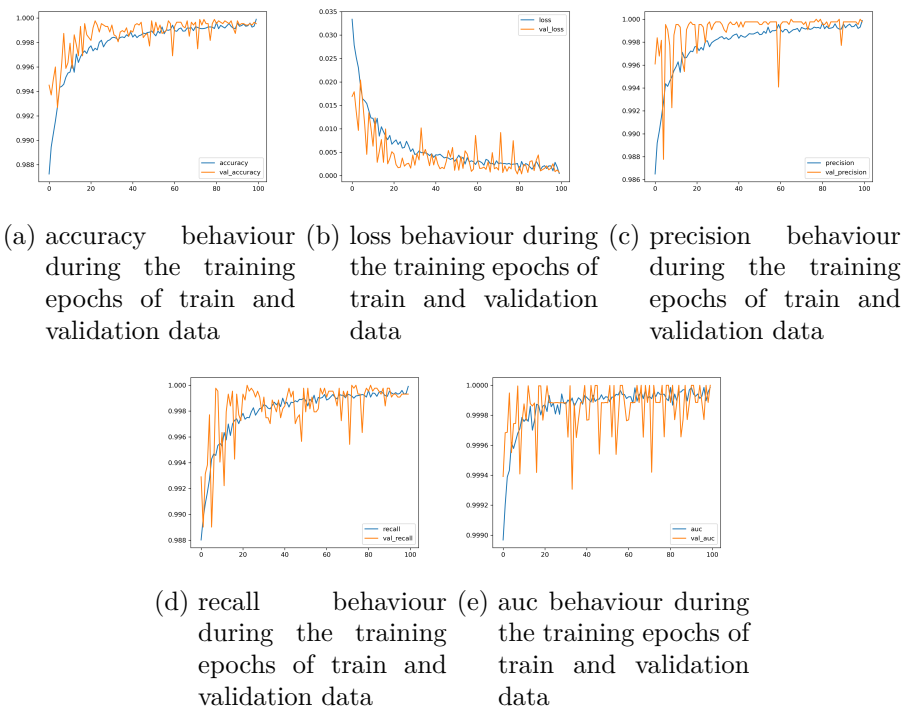 1.000
0.998
0.996
0.994
0.992
0.990
0.988
0 20 40 60 80 100
accuracy
val_accuracy
0.035
0.030
0.025
0.020
0.015
0.010
0.005
0.000
0 20 40 60 80 100
loss
val_loss
1.000
0.998
0.996
0.994
0.992
0.990
0.988
0.986
0 20 40 60 80 100
precision
val_precision
(a) accuracy behaviour
during the training
epochs of train and
validation data
(b) loss behaviour during
the training epochs of
train and validation
data
(c) precision behaviour
during the training
epochs of train and
validation data
1.000
0.998
0.996
0.994
0.992
0.990
0.988
0 20 40 60 80 100
recall
val_recall
1.0000
0.9998
0.9996
0.9994
0.9992
0.9990
0 20 40 60 80 100
auc
val_auc
(d) recall behaviour
during the training
epochs of train and
validation data
(e) auc behaviour during
the training epochs of
train and validation
data